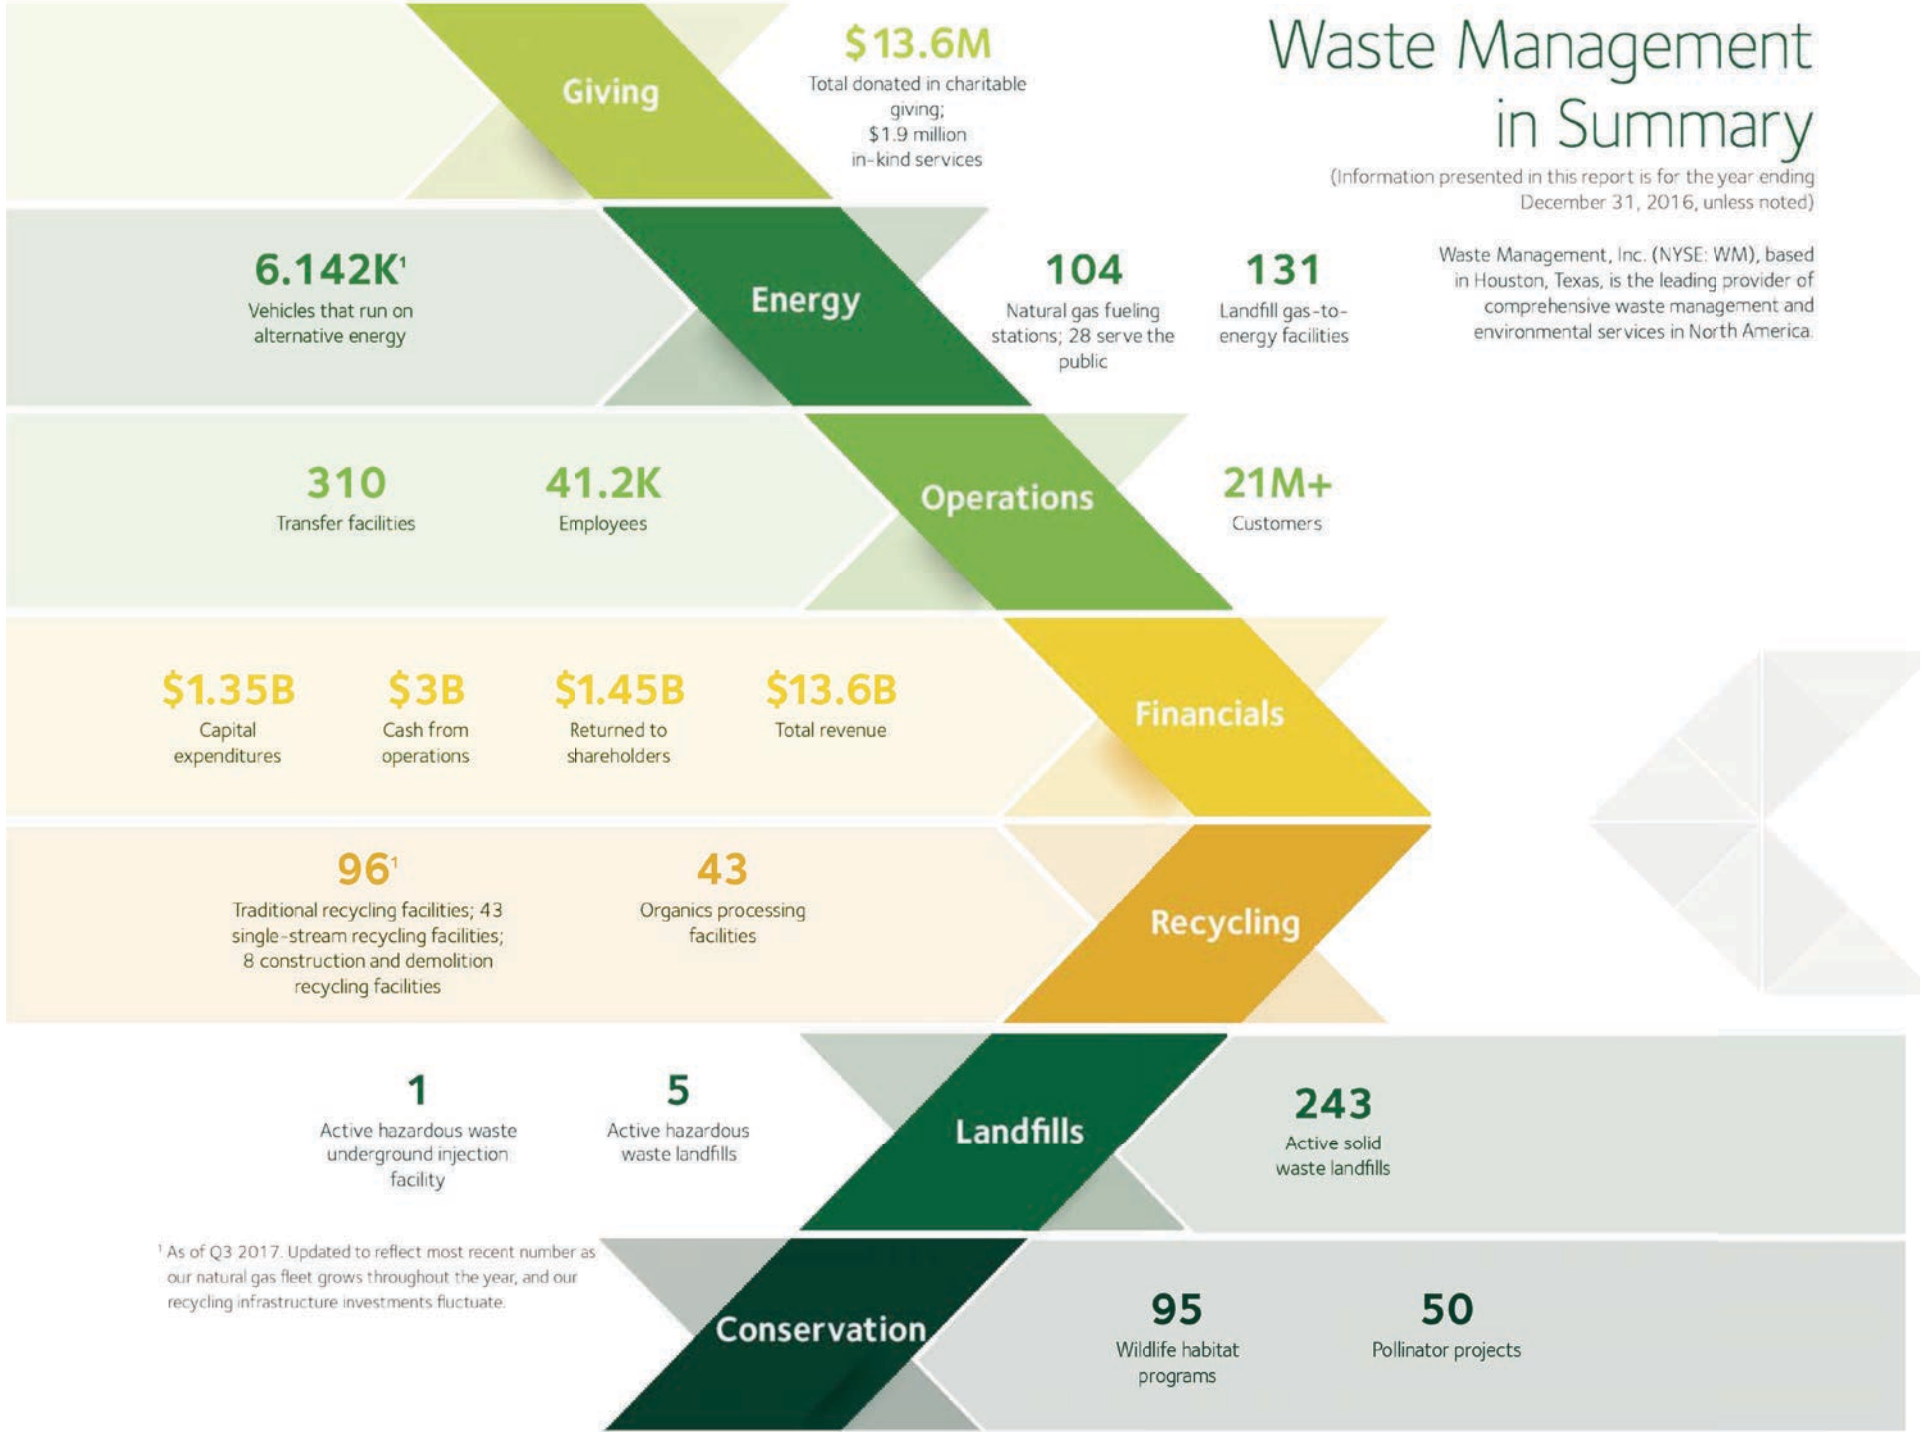 Waste Management
in Summary
(Information presented in this report is for the year ending
December 31, 2016, unless noted)
Waste Management, Inc. (NYSE: WM), based
in Houston, Texas, is the leading provider of
comprehensive waste management and
environmental services in North America.
Giving
$13.6M
Total donated in charitable
giving;
$1.9 million
in-kind services
6.142K¹
Vehicles that run on
alternative energy
Energy
104
Natural gas fueling
stations; 28 serve the
public
131
Landfill gas-to-
energy facilities
310
Transfer facilities
41.2K
Employees
Operations
21M+
Customers
$1.35B
Capital
expenditures
$3B
Cash from
operations
$1.45B
Returned to
shareholders
$13.6B
Total revenue
Financials
96¹
Traditional recycling facilities; 43
single-stream recycling facilities;
8 construction and demolition
recycling facilities
43
Organics processing
facilities
Recycling
1
Active hazardous waste
underground injection
facility
5
Active hazardous
waste landfills
Landfills
243
Active solid
waste landfills
¹ As of Q3 2017. Updated to reflect most recent number as
our natural gas fleet grows throughout the year, and our
recycling infrastructure investments fluctuate.
Conservation
95
Wildlife habitat
programs
50
Pollinator projects